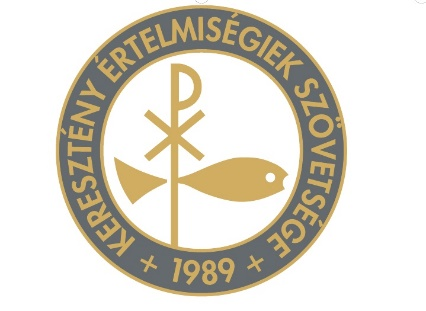 KERESZTÉNY ÉRTELMISÉGIEK SZÖVETSÉGE
+ 1989 +